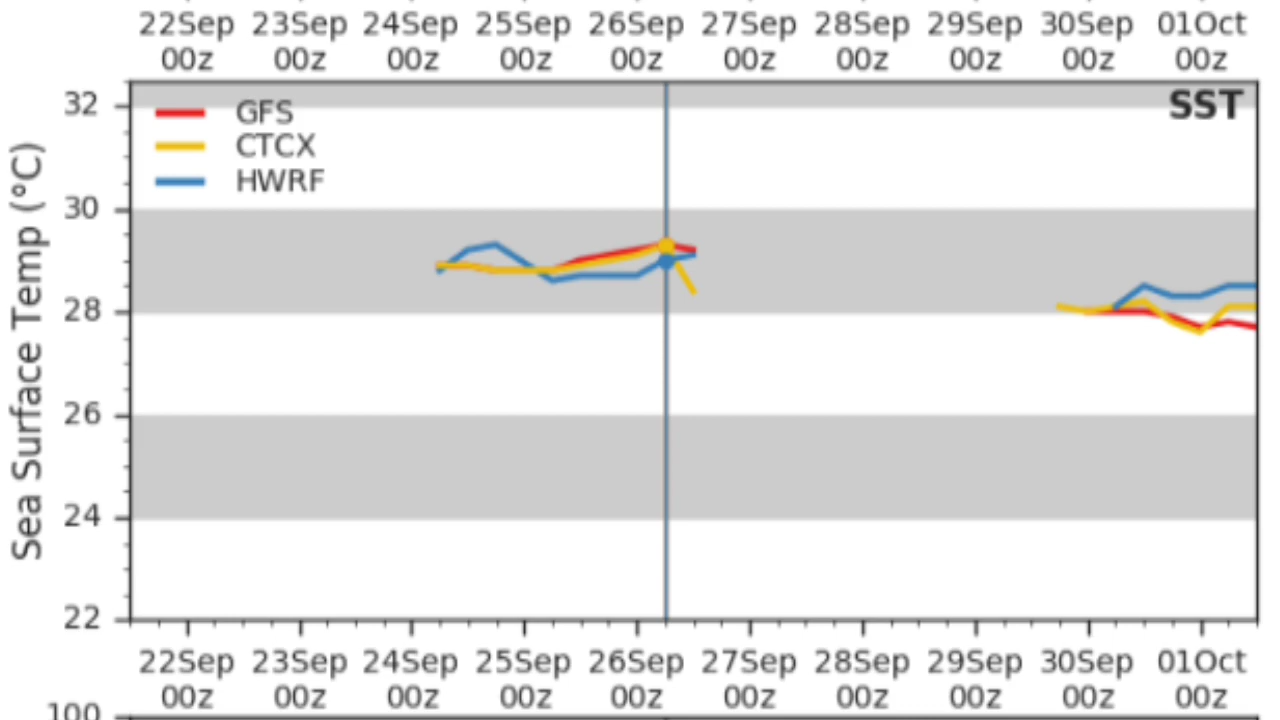 22Sep 23Sep 24Sep 25Sep 26Sep 27Sep 28Sep 29Sep 30Sep 01Oct
00z 00z 00z 00z 00z 00z 00z 00z 00z 00z
32
SST
GFS
CTCX
HWRF
30
28
26
24
22
Sea Surface Temp (°C)
22Sep 23Sep 24Sep 25Sep 26Sep 27Sep 28Sep 29Sep 30Sep 01Oct
00z 00z 00z 00z 00z 00z 00z 00z 00z 00z
100